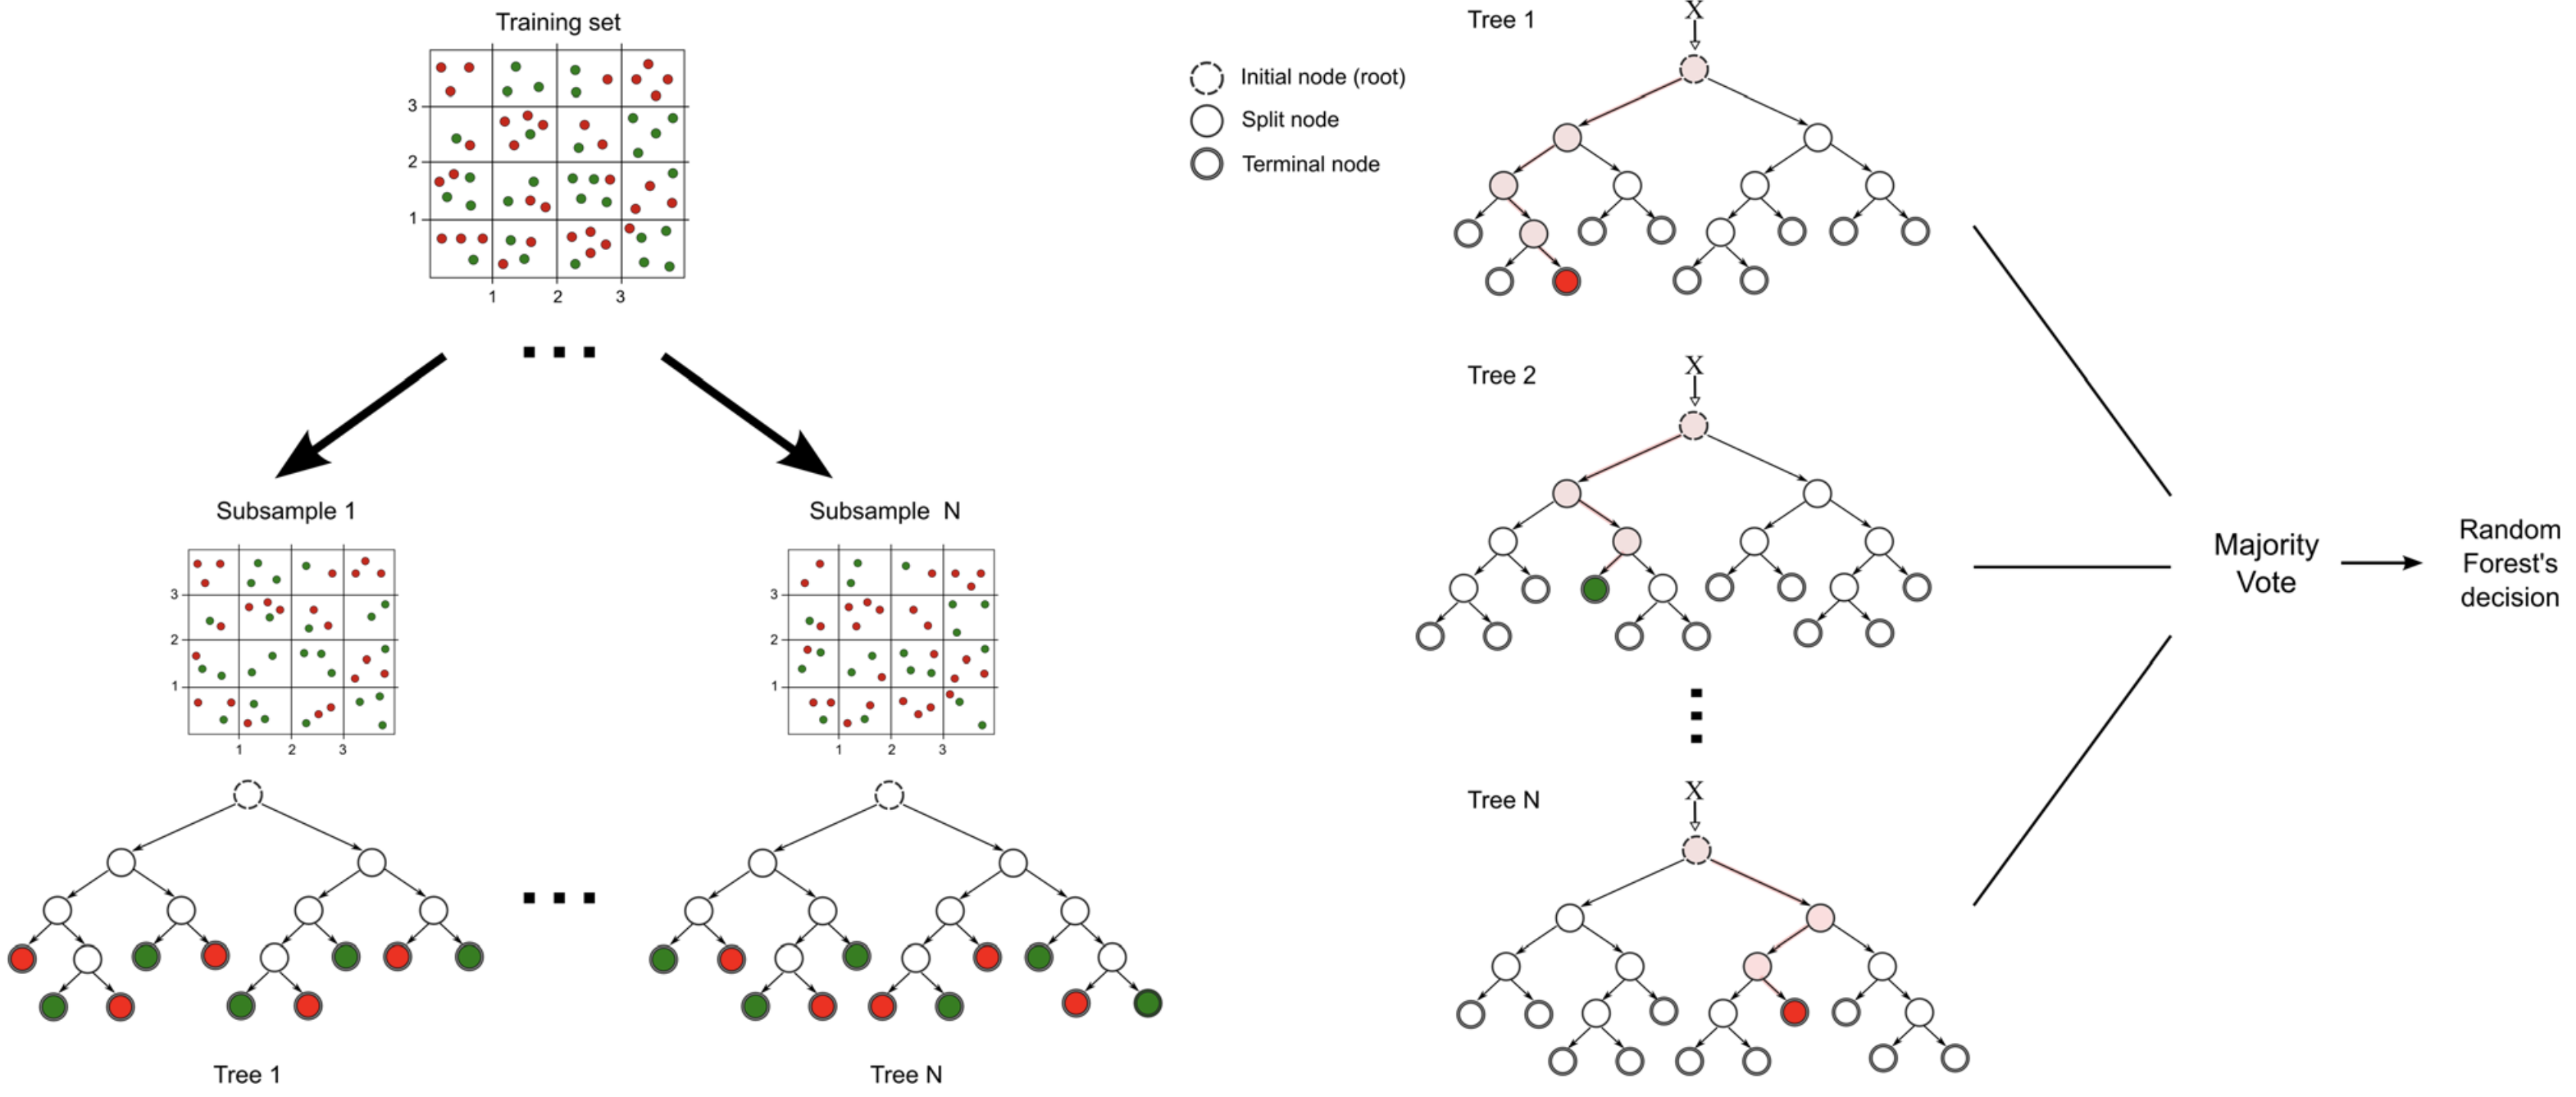 Training set
3
2
1
1 2 3
Subsample 1
3
2
1
1 2 3
Tree 1
Subsample N
3
2
1
1 2 3
Tree N
Initial node (root)
Split node
Terminal node
Tree 1
X
Tree 2
X
Tree N
X
Majority
Vote
Random
Forest's
decision